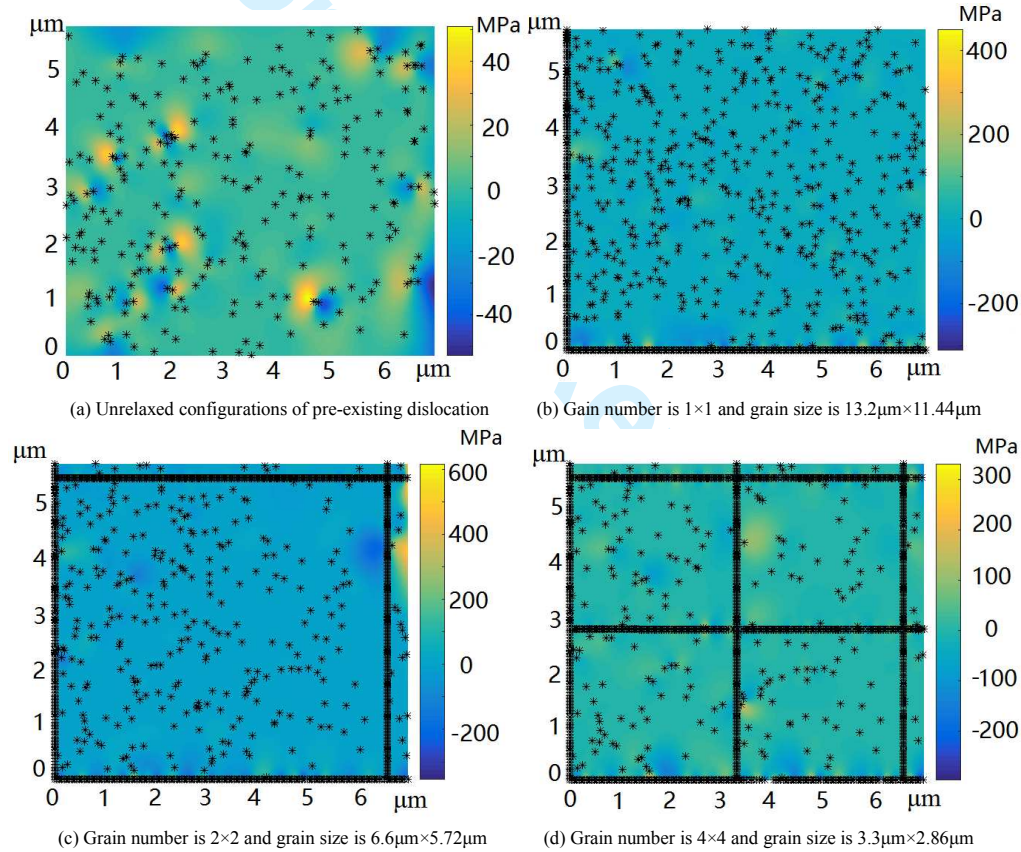 μm
MPa
5
4
3
2
1
0
0 1 2 3 4 5 6 μm
40
20
0
-20
-40
(a) Unrelaxed configurations of pre-existing dislocation
μm
MPa
5
4
3
2
1
0
0 1 2 3 4 5 6 μm
400
200
0
-200
(b) Gain number is 1×1 and grain size is 13.2μm×11.44μm
μm
MPa
5
4
3
2
1
0
0 1 2 3 4 5 6 μm
600
400
200
0
-200
(c) Grain number is 2×2 and grain size is 6.6μm×5.72μm
μm
MPa
5
4
3
2
1
0
0 1 2 3 4 5 6 μm
300
200
100
0
-100
-200
(d) Grain number is 4×4 and grain size is 3.3μm×2.86μm